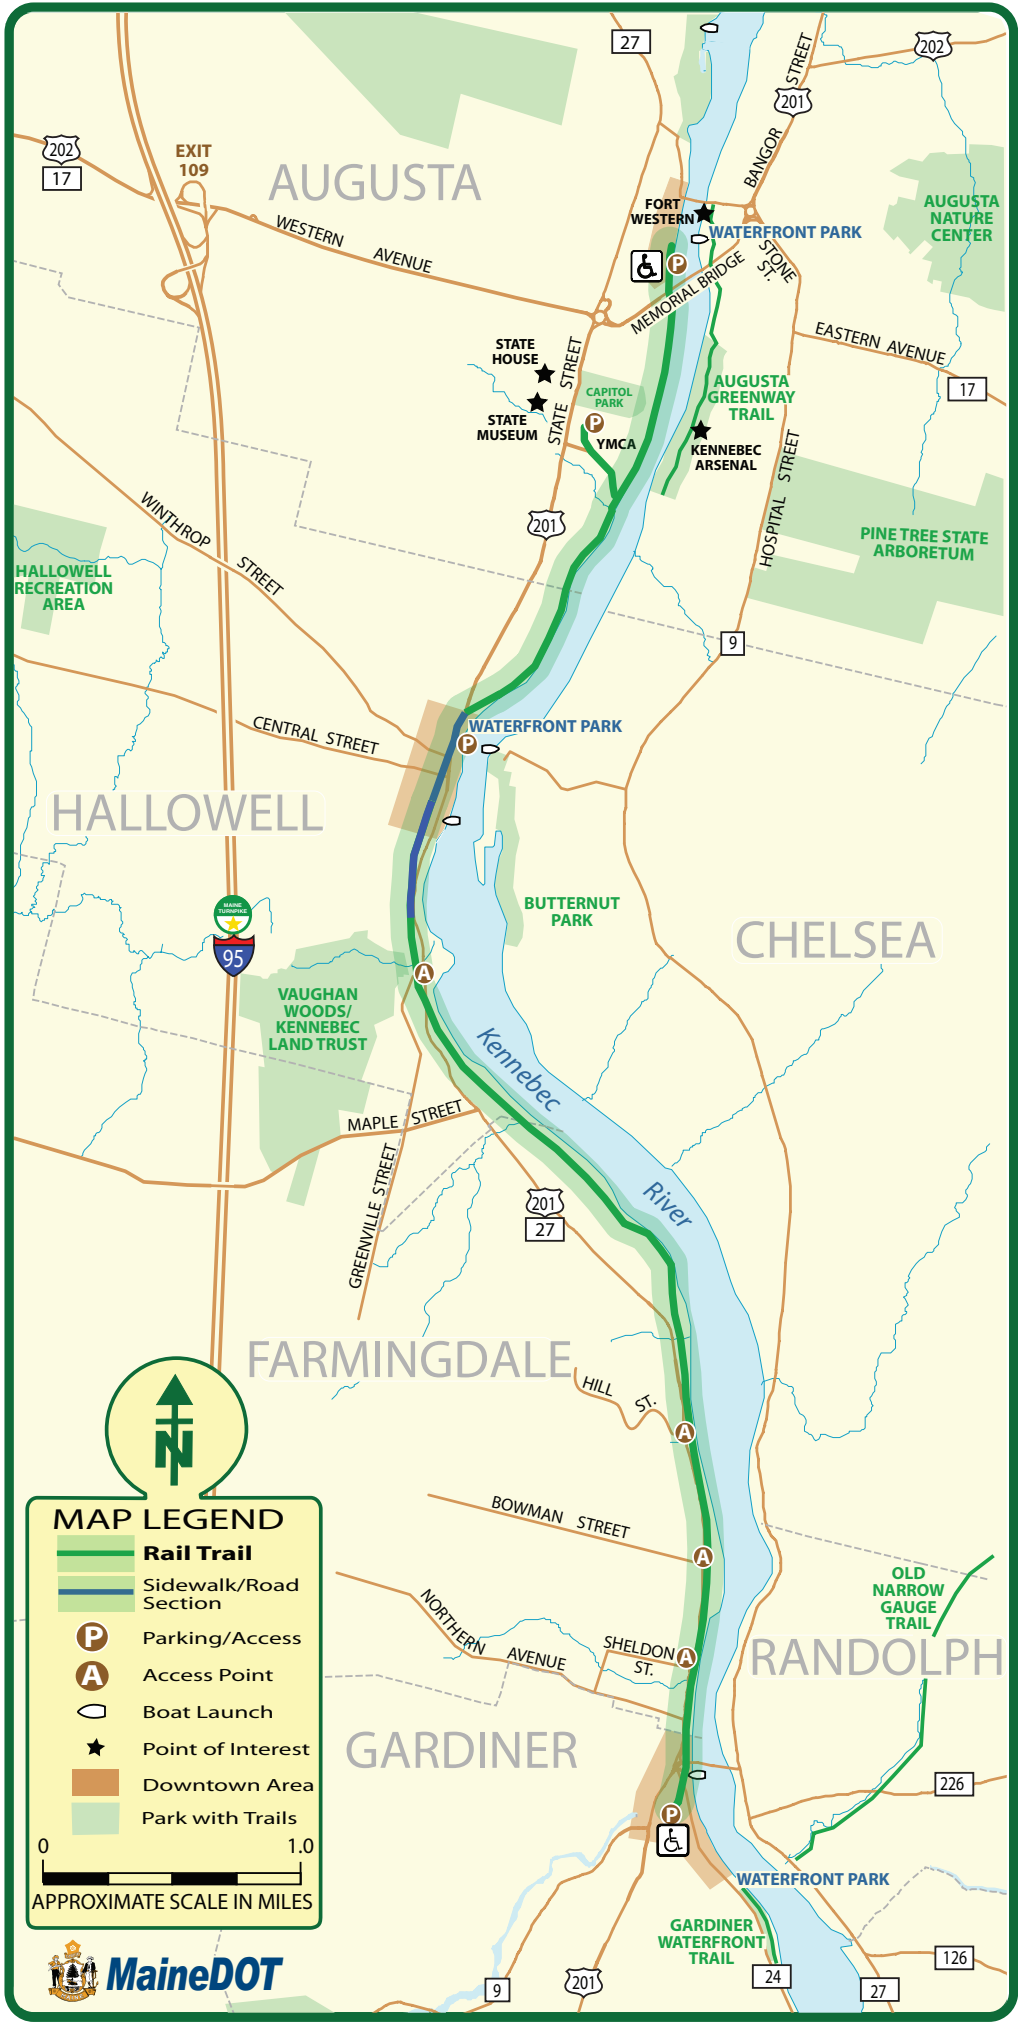 27
202
201
BANGOR STREET
202
17
EXIT
109
AUGUSTA
WESTERN AVENUE
FORT
WESTERN
WATERFRONT PARK
AUGUSTA
NATURE
CENTER
P
STONE
ST.
MEMORIAL BRIDGE
EASTERN AVENUE
17
STATE
HOUSE
STATE STREET
STATE
MUSEUM
CAPITOL
PARK
P
YMCA
AUGUSTA
GREENWAY
TRAIL
KENNEBEC
ARSENAL
HOSPITAL STREET
WINTHROP STREET
201
PINE TREE STATE
ARBORETUM
HALLOWELL
RECREATION
AREA
9
CENTRAL STREET
WATERFRONT PARK
P
HALLOWELL
BUTTERNUT
PARK
CHELSEA
MAINE
TURNPIKE
95
A
VAUGHAN
WOODS/
KENNEBEC
LAND TRUST
Kennebec
River
MAPLE STREET
GREENVILLE STREET
201
27
FARMINGDALE
HILL ST.
A
BOWMAN STREET
A
NORTHERN AVENUE
SHELDON
ST.
A
OLD
NARROW
GAUGE
TRAIL
RANDOLPH
GARDINER
226
P
WATERFRONT PARK
GARDINER
WATERFRONT
TRAIL
126
24
27
9
201
N
MAP LEGEND
Rail Trail
Sidewalk/Road
Section
P Parking/Access
A Access Point
Boat Launch
Point of Interest
Downtown Area
Park with Trails
0 1.0
APPROXIMATE SCALE IN MILES
MaineDOT